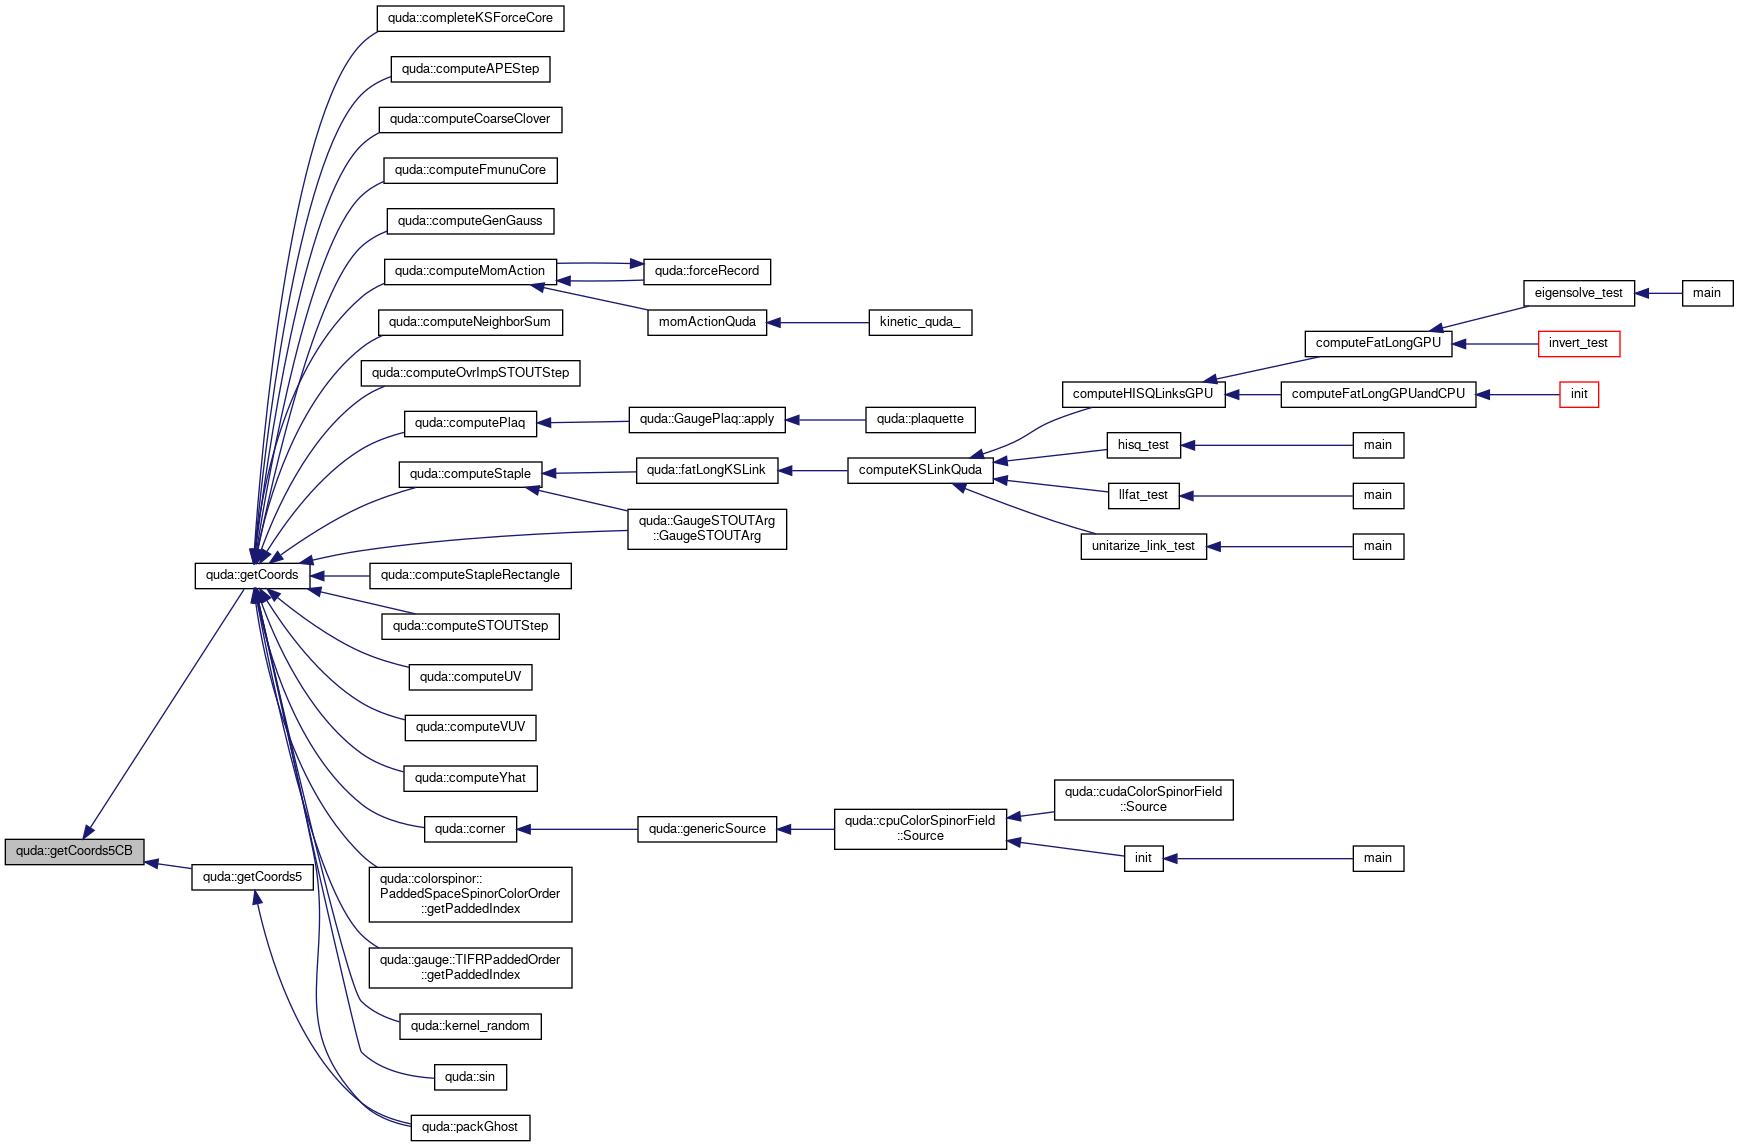 quda::completeKSForceCore
quda::computeAPEStep
quda::computeCoarseClover
quda::computeFmunuCore
quda::computeGenGauss
quda::computeMomAction
quda::forceRecord
momActionQuda
kinetic_quda_
quda::computeNeighborSum
quda::computeOvrImpSTOUTStep
quda::computePlaq
quda::GaugePlaq::apply
quda::plaquette
quda::computeStaple
quda::fatLongKSLink
computeKSLinkQuda
computeHISQLinksGPU
computeFatLongGPU
eigensolve_test
main
invert_test
computeFatLongGPUandCPU
init
hisq_test
main
llfat_test
main
unitarize_link_test
main
quda::GaugeSTOUTArg
::GaugeSTOUTArg
quda::getCoords
quda::computeStapleRectangle
quda::computeSTOUTStep
quda::computeUV
quda::computeVUV
quda::computeYhat
quda::corner
quda::genericSource
quda::cpuColorSpinorField
::Source
quda::cudaColorSpinorField
::Source
init
main
quda::getCoords5CB
quda::getCoords5
quda::colorspinor::
PaddedSpaceSpinorColorOrder
::getPaddedIndex
quda::gauge::TIFRPaddedOrder
::getPaddedIndex
quda::kernel_random
quda::sin
quda::packGhost